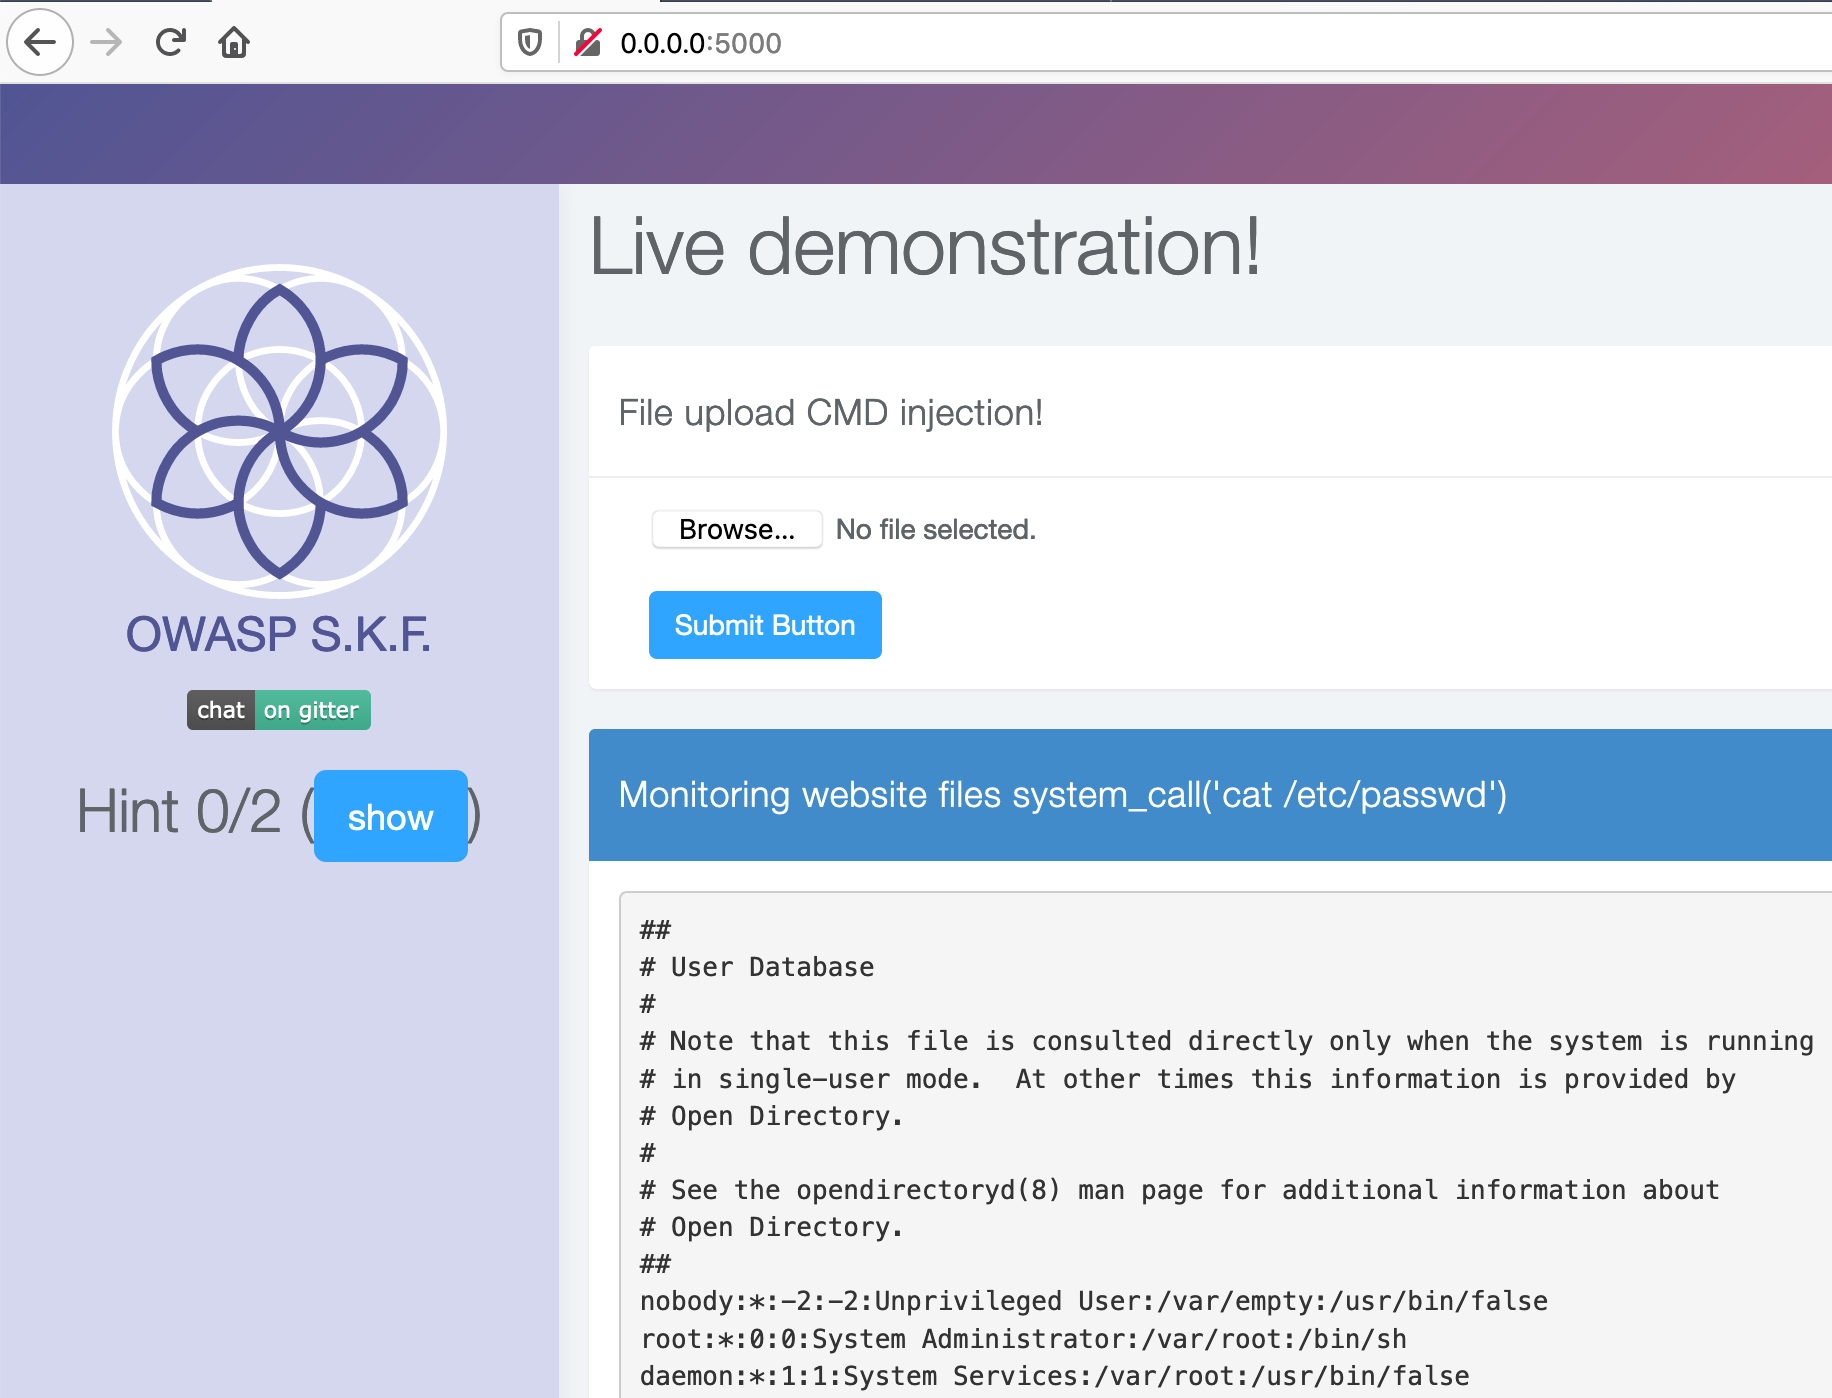 0.0.0.0:5000
Live demonstration!
File upload CMD injection!
Browse... No file selected.
Submit Button
OWASP S.K.F.
chat on gitter
Hint 0/2 (show)
Monitoring website files system_call('cat /etc/passwd')
##
# User Database
#
# Note that this file is consulted directly only when the system is running
# in single-user mode.  At other times this information is provided by
# Open Directory.
#
# See the opendirectoryd(8) man page for additional information about
# Open Directory.
##
nobody:*:-2:-2:Unprivileged User:/var/empty:/usr/bin/false
root:*:0:0:System Administrator:/var/root:/bin/sh
daemon:*:1:1:System Services:/var/root:/usr/bin/false